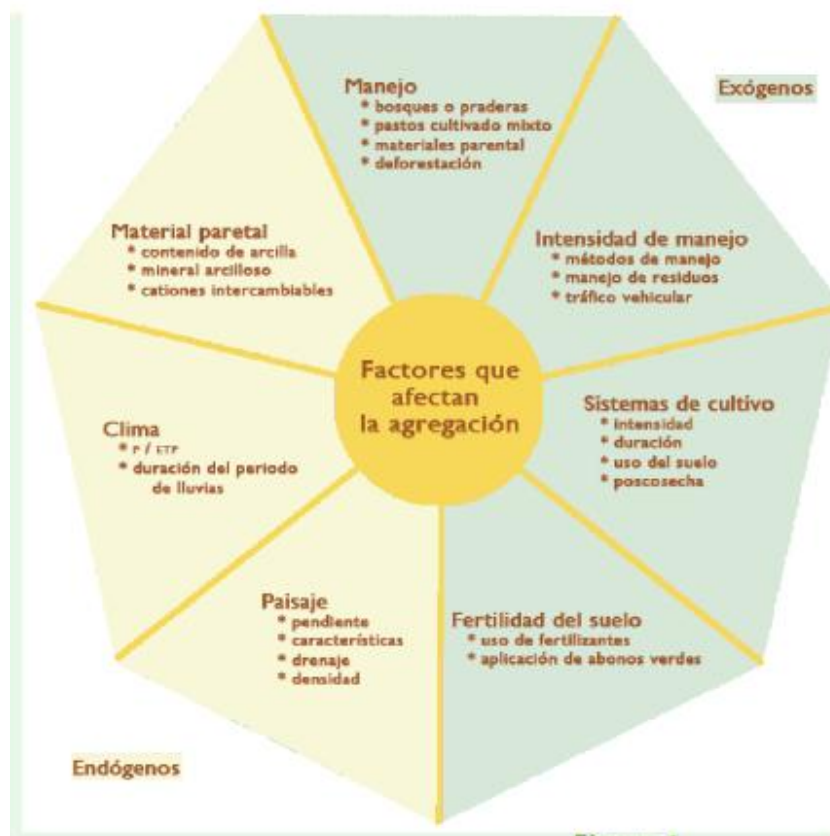 Manejo
* bosques o praderas
* pastos cultivado mixto
* materiales parental
* deforestación
Exógenos
Intensidad de manejo
* métodos de manejo
* manejo de residuos
* tráfico vehicular
Material paretal
* contenido de arcilla
* mineral arcilloso
* cationes intercambiables
Factores que
afectan
la agregación
Sistemas de cultivo
* intensidad
* duración
* uso del suelo
* poscosecha
Clima
* P / ETP
* duración del periodo
de lluvias
Paisaje
* pendiente
* características
* drenaje
* densidad
Fertilidad del suelo
* uso de fertilizantes
* aplicación de abonos verdes
Endógenos